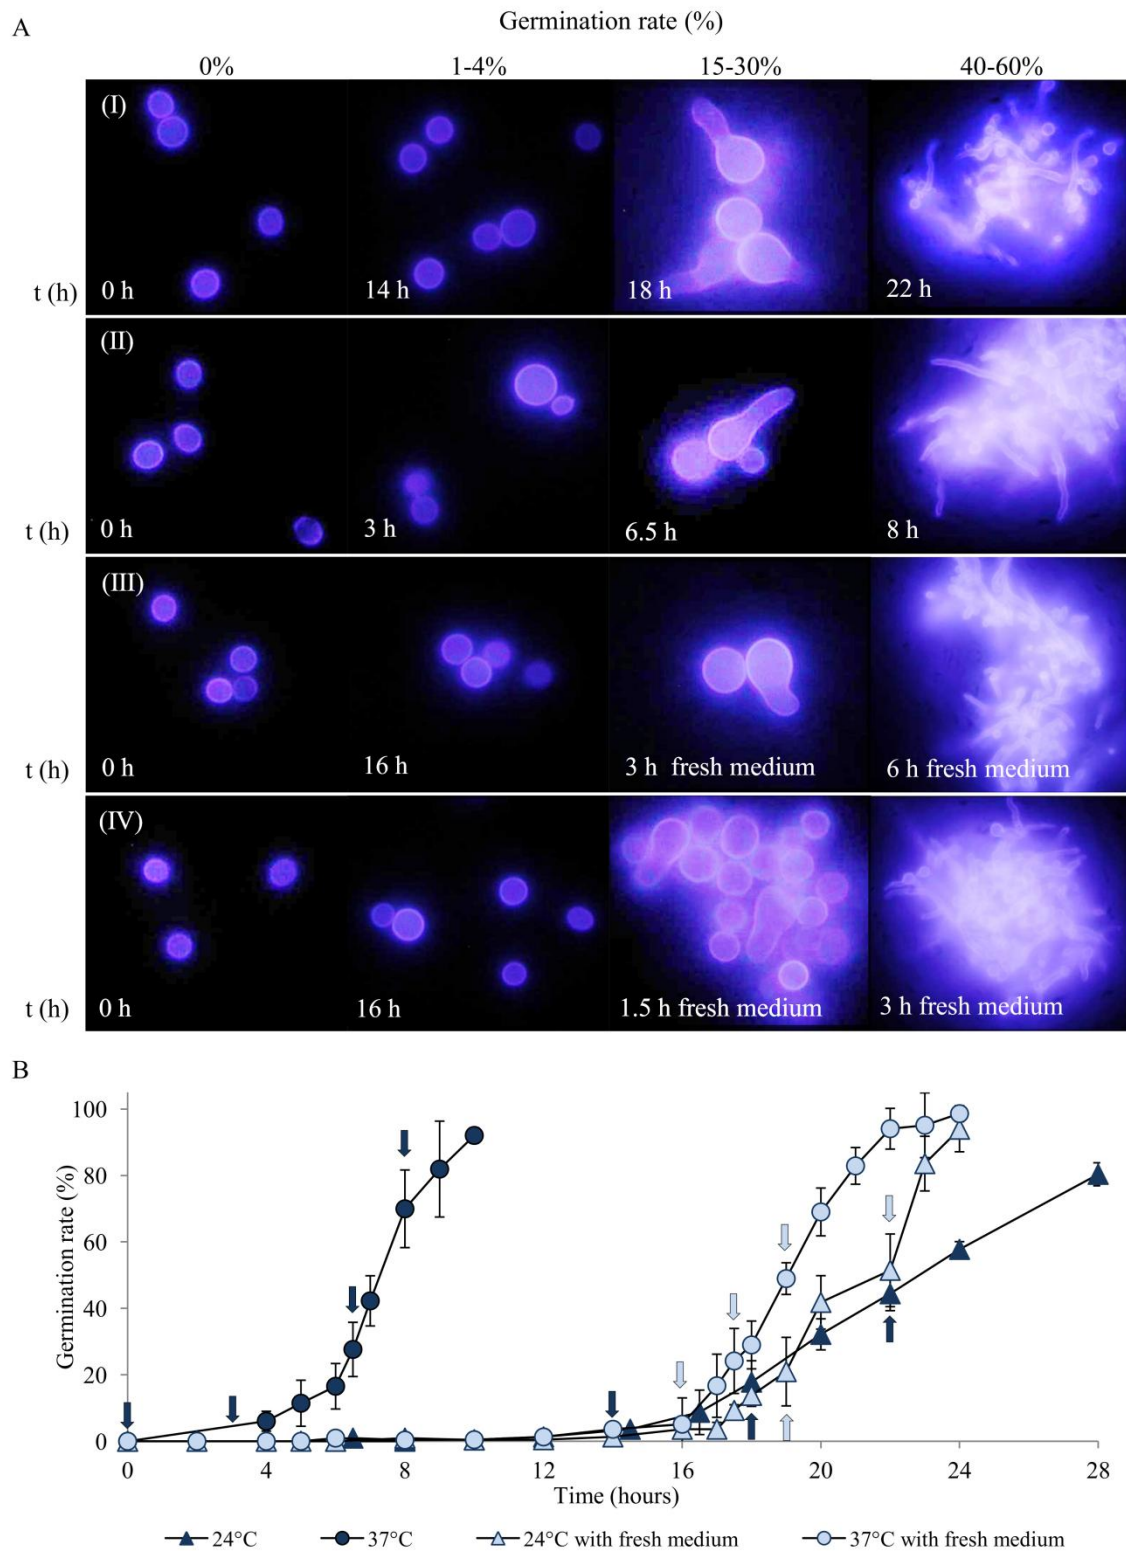 A
Germination rate (%)
0% 1-4% 15-30% 40-60%
(I)
t (h) 0 h 14 h 18 h 22 h
(II)
t (h) 0 h 3 h 6.5 h 8 h
(III)
t (h) 0 h 16 h 3 h fresh medium 6 h fresh medium
(IV)
t (h) 0 h 16 h 1.5 h fresh medium 3 h fresh medium
B
Germination rate (%)
100
80
60
40
20
0
0 4 8 12 16 20 24 28
Time (hours)
24°C 37°C 24°C with fresh medium 37°C with fresh medium